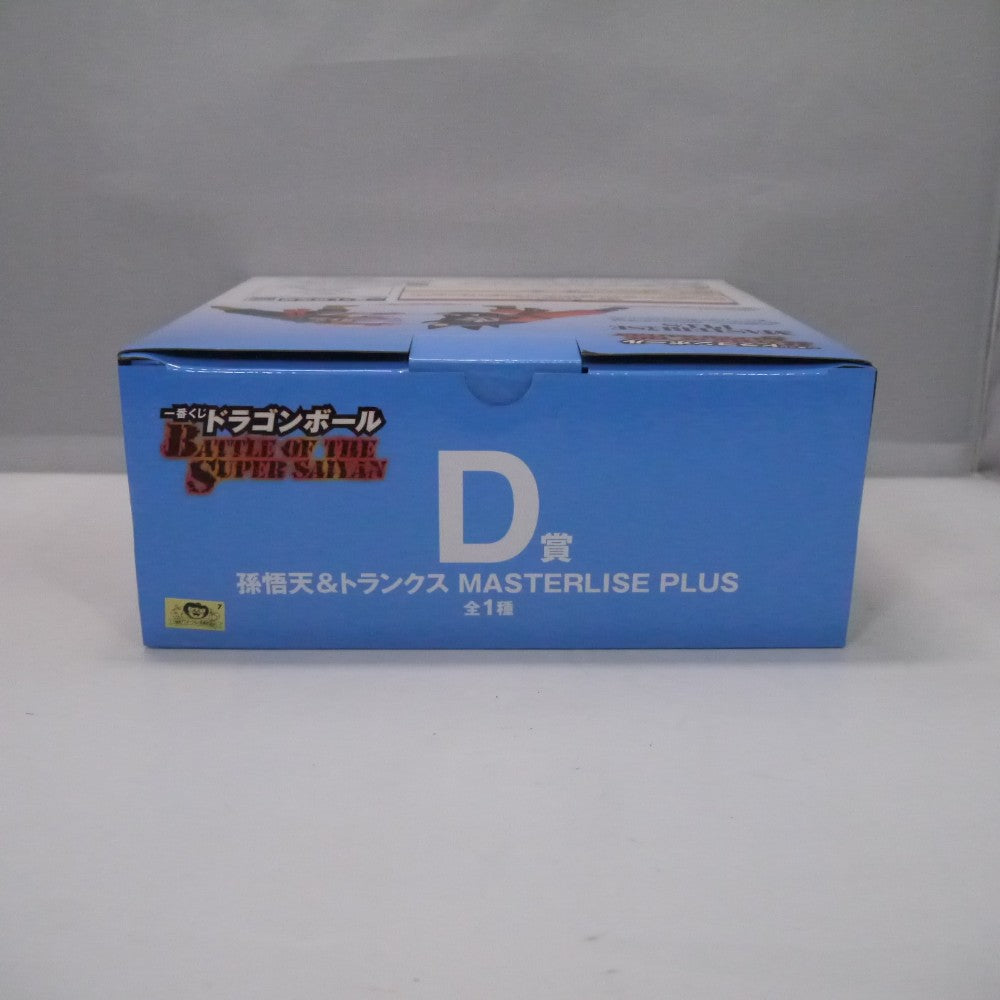 一番くじ ドラゴンボール
BATTLE OF THE
SUPER SAIYAN
D賞
孫悟天&トランクス MASTERLISE PLUS
全1種